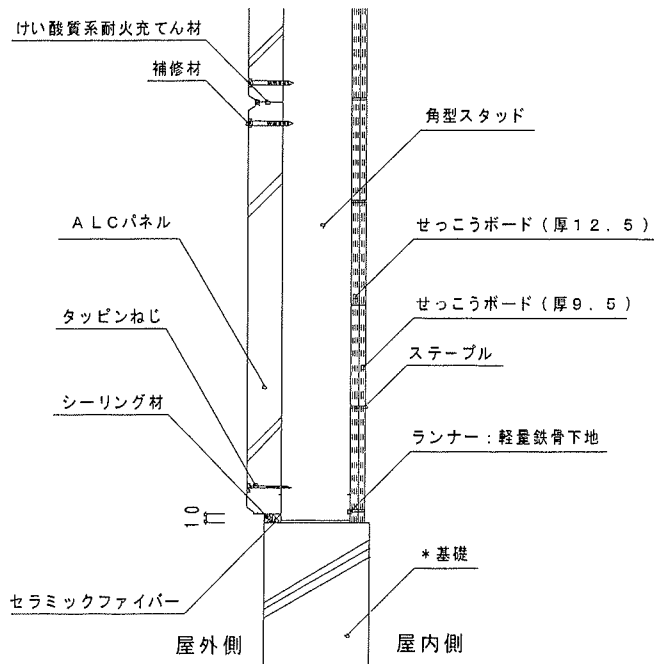 けい酸質系耐火充てん材
補修材
角型スタッド
ALCパネル
せっこうボード(厚12.5)
タッピンねじ
せっこうボード(厚9.5)
ステープル
シーリング材
ランナー:軽量鉄骨下地
10
*基礎
セラミックファイバー
屋外側
屋内側